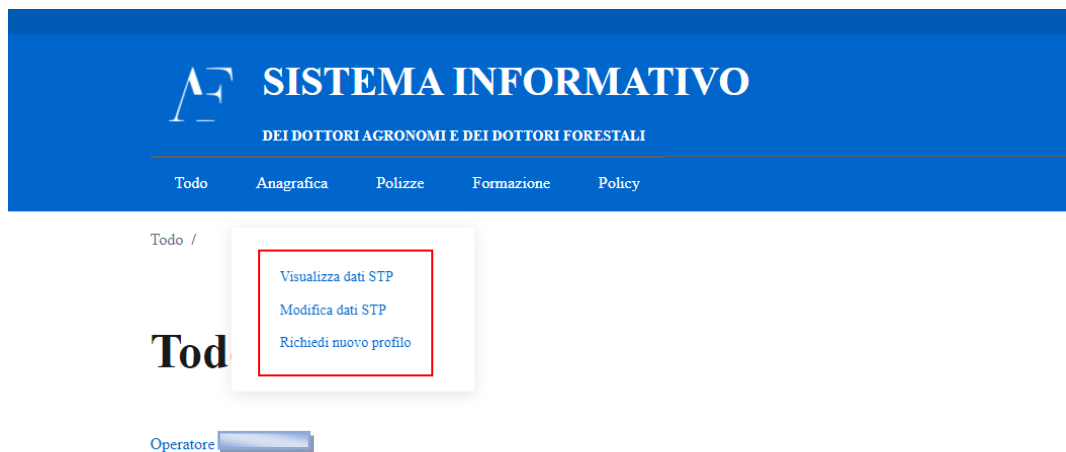 AF
SISTEMA INFORMATIVO
DEI DOTTORI AGRONOMI E DEI DOTTORI FORESTALI
Todo Anagrafica Polizze Formazione Policy
Todo /
Visualizza dati STP
Modifica dati STP
Richiedi nuovo profilo
Tod
Operatore